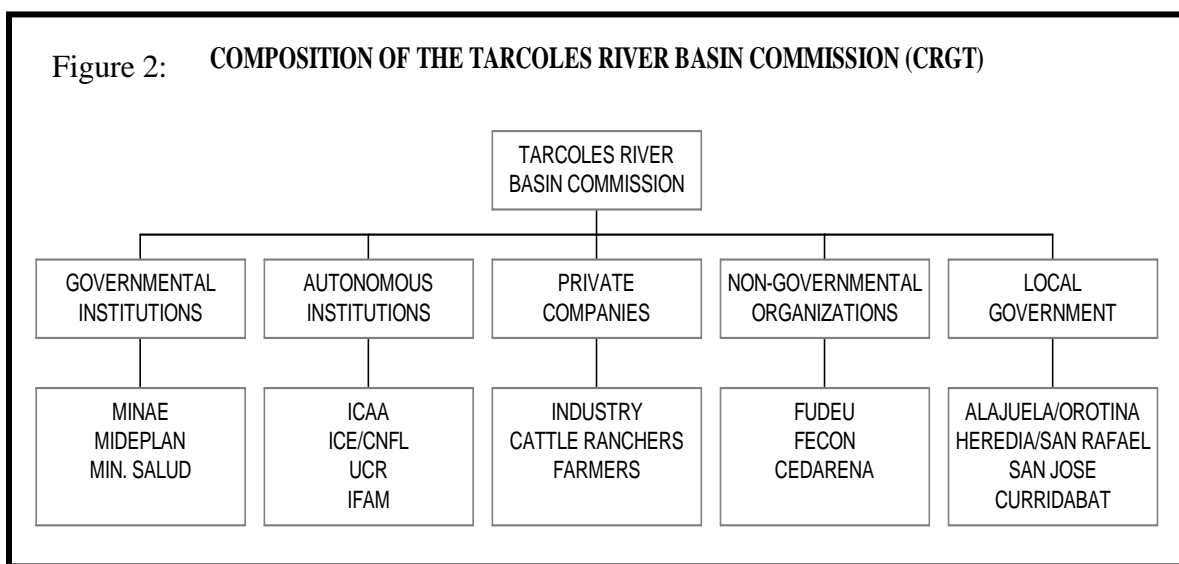 Figure 2: COMPOSITION OF THE TARCOLES RIVER BASIN COMMISSION (CRGT)
TARCOLES RIVER
BASIN COMMISSION
GOVERNMENTAL
INSTITUTIONS
AUTONOMOUS
INSTITUTIONS
PRIVATE
COMPANIES
NON-GOVERNMENTAL
ORGANIZATIONS
LOCAL
GOVERNMENT
MINAE
MIDEPLAN
MIN. SALUD
ICAA
ICE/CNFL
UCR
IFAM
INDUSTRY
CATTLE RANCHERS
FARMERS
FUDEU
FECON
CEDARENA
ALAJUELA/OROTINA
HEREDIA/SAN RAFAEL
SAN JOSE
CURRIDABAT